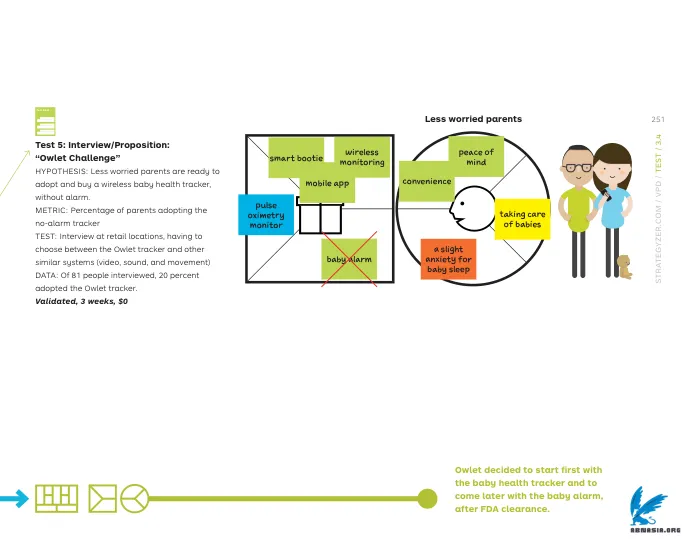 Less worried parents
251
Test 5: Interview/Proposition:
“Owlet Challenge”
HYPOTHESIS: Less worried parents are ready to
adopt and buy a wireless baby health tracker,
without alarm.
METRIC: Percentage of parents adopting the
no-alarm tracker
TEST: Interview at retail locations, having to
choose between the Owlet tracker and other
similar systems (video, sound, and movement)
DATA: Of 81 people interviewed, 20 percent
adopted the Owlet tracker.
Validated, 3 weeks, $0
smart bootie
wireless
monitoring
mobile app
pulse
oximetry
monitor
baby alarm
peace of
mind
convenience
taking care
of babies
a slight
anxiety for
baby sleep
STRATEGYZER.COM / VPD / TEST / 3.4
Owlet decided to start first with
the baby health tracker and to
come later with the baby alarm,
after FDA clearance.
ABMASIA.ORG